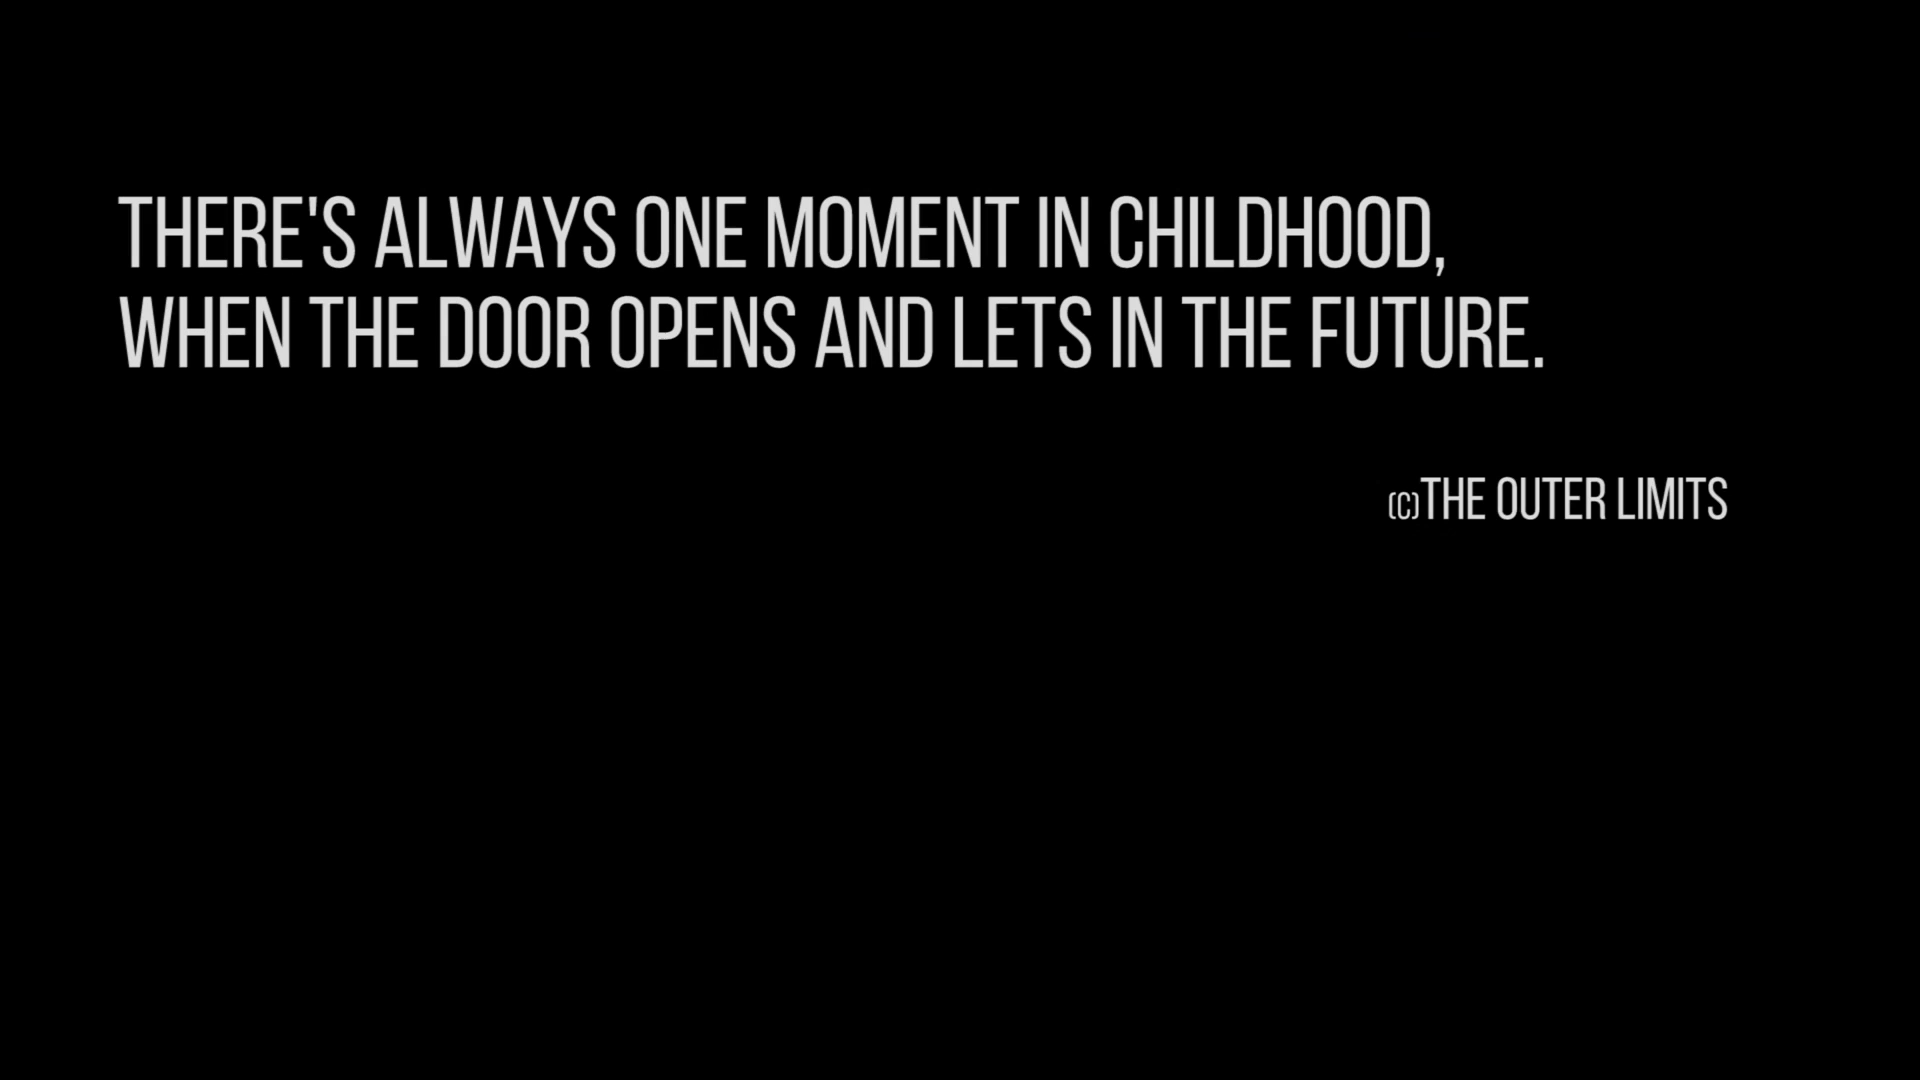 THERE'S ALWAYS ONE MOMENT IN CHILDHOOD,
WHEN THE DOOR OPENS AND LETS IN THE FUTURE.
(C)THE OUTER LIMITS